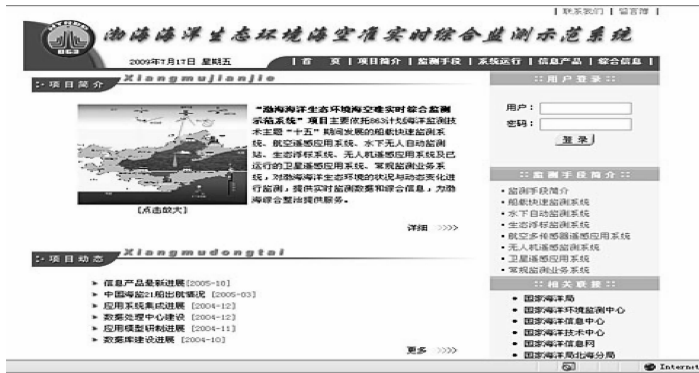 联系我们 | 留言簿 |
渤海海洋生态环境海空准实时综合监测示范系统
2009年7月17日 星期五
| 首 页 | 项目简介 | 监测手段 | 系统运行 | 信息产品 | 综合信息 |
:·项目简介
Xiangmujianjie
“渤海海洋生态环境海空准实时综合监测
示范系统”项目主要依托863计划海洋监测技
术主题“十五”期间发展的船载快速监测系
统、航空遥感应用系统、水下无人自动监测
站、生态浮标系统、无人机遥感应用系统及已
运行的卫星遥感应用系统、常规监测业务系
统，对渤海海洋生态环境的状况与动态变化进
行监测，提供实时监测数据和综合信息，为渤
海综合整治提供服务。
[点击放大]
详细 >>>>
:·项目动态
Xiangmudongtai
信息产品最新进展[2005-10]
中国海监21船出航情况 [2005-03]
应用系统集成进展 [2004-12]
数据处理中心建设 [2004-12]
应用模型研制进展 [2004-11]
数据库建设进展 [2004-10]
更多 >>>>
::用户登录::
用户：
密码：
登录
::监测手段简介::
·监测手段简介
·船载快速监测系统
·水下自动监测系统
·生态浮标监测系统
·航空多传感器遥感应用系统
·无人机遥感监测系统
·卫星遥感应用系统
·常规监测业务系统
::相关联接::
• 国家海洋局
• 国家海洋环境监测中心
• 国家海洋信息中心
• 国家海洋技术中心
• 国家海洋信息网
• 国家海洋局北海分局
Internet